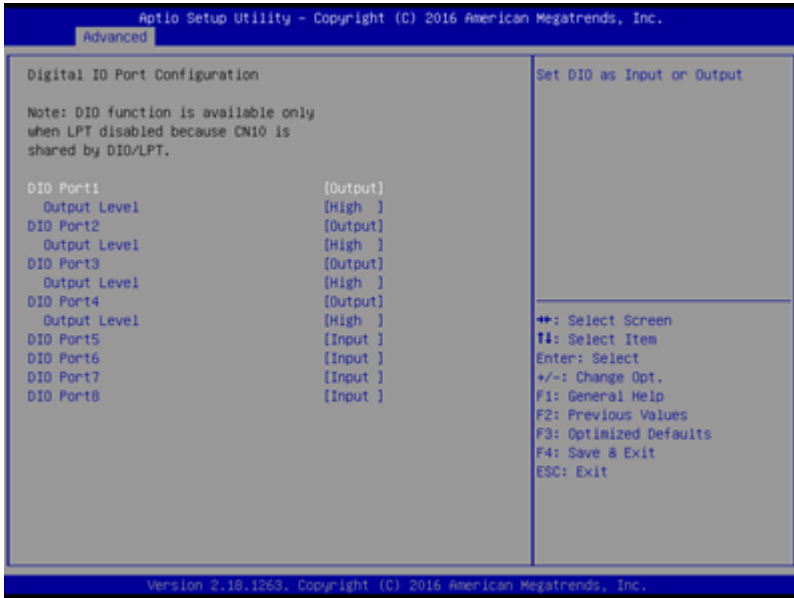 Aptio Setup Utility – Copyright (C) 2016 American Megatrends, Inc.
Advanced
Digital IO Port Configuration
Note: DIO function is available only
when LPT disabled because CN10 is
shared by DIO/LPT.
DIO Port1 [Output]
Output Level [High ]
DIO Port2 [Output]
Output Level [High ]
DIO Port3 [Output]
Output Level [High ]
DIO Port4 [Output]
Output Level [High ]
DIO Port5 [Input ]
DIO Port6 [Input ]
DIO Port7 [Input ]
DIO Port8 [Input ]
Set DIO as Input or Output
→←: Select Screen
↑↓: Select Item
Enter: Select
+/-: Change Opt.
F1: General Help
F2: Previous Values
F3: Optimized Defaults
F4: Save & Exit
ESC: Exit
Version 2.18.1263. Copyright (C) 2016 American Megatrends, Inc.